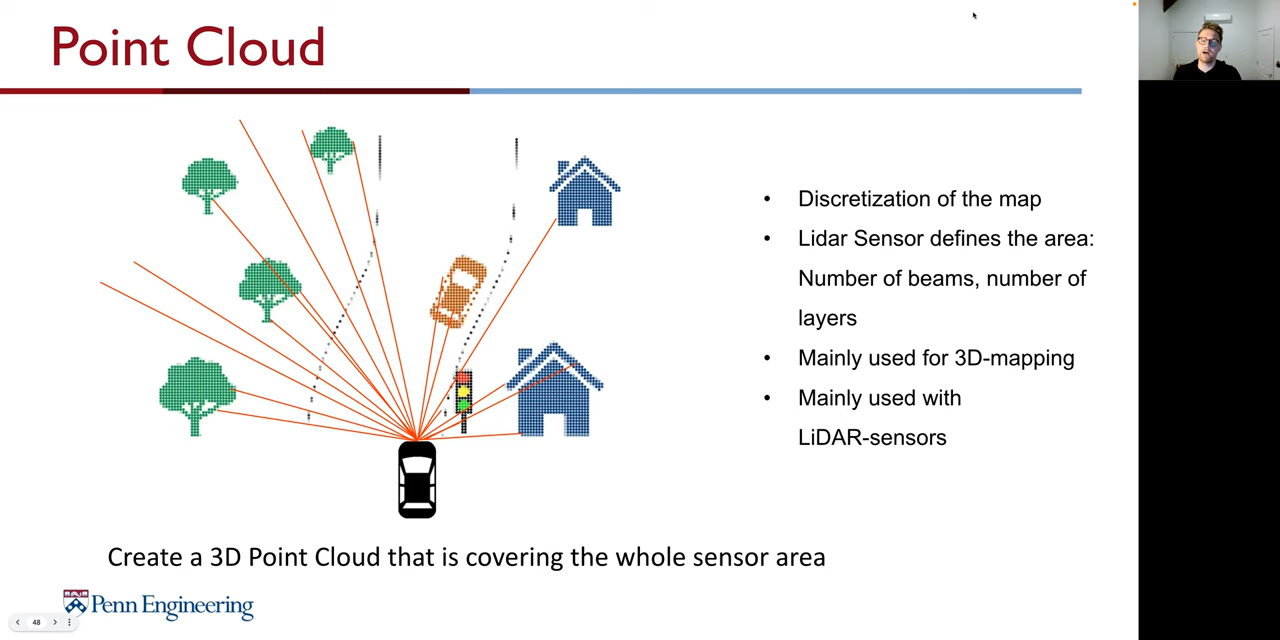 Point Cloud
• Discretization of the map
• Lidar Sensor defines the area:
Number of beams, number of
layers
• Mainly used for 3D-mapping
• Mainly used with
LiDAR-sensors
Create a 3D Point Cloud that is covering the whole sensor area
Penn Engineering
48